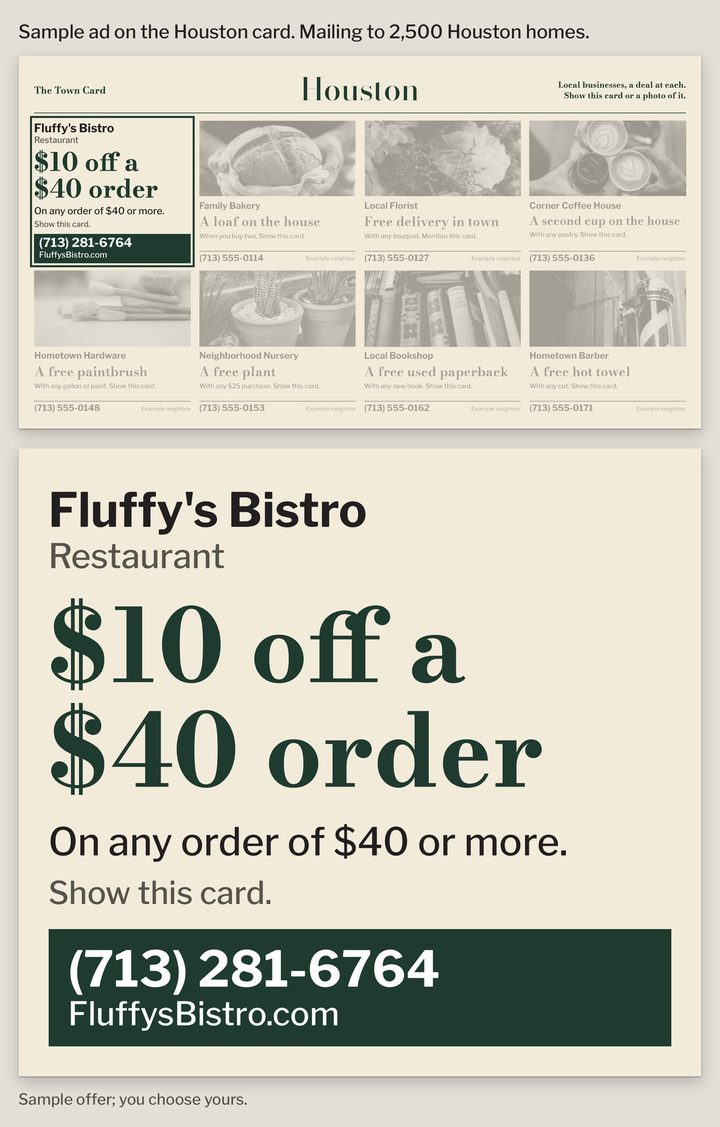 Sample ad on the Houston card. Mailing to 2,500 Houston homes.
The Town Card
Houston
Local businesses, a deal at each.
Show this card or a photo of it.
Fluffy's Bistro
Restaurant
$10 off a
$40 order
On any order of $40 or more.
Show this card.
(713) 281-6764
FluffysBistro.com
Family Bakery
A loaf on the house
When you buy two. Show this card.
(713) 555-0114
Example neighbor
Local Florist
Free delivery in town
With any bouquet. Mention this card.
(713) 555-0127
Example neighbor
Corner Coffee House
A second cup on the house
With any pastry. Show this card.
(713) 555-0136
Example neighbor
Hometown Hardware
A free paintbrush
With any gallon of paint. Show this card.
(713) 555-0148
Example neighbor
Neighborhood Nursery
A free plant
With any $25 purchase. Show this card.
(713) 555-0153
Example neighbor
Local Bookshop
A free used paperback
With any new book. Show this card.
(713) 555-0162
Example neighbor
Hometown Barber
A free hot towel
With any cut. Show this card.
(713) 555-0171
Example neighbor
Fluffy's Bistro
Restaurant
$10 off a
$40 order
On any order of $40 or more.
Show this card.
(713) 281-6764
FluffysBistro.com
Sample offer; you choose yours.